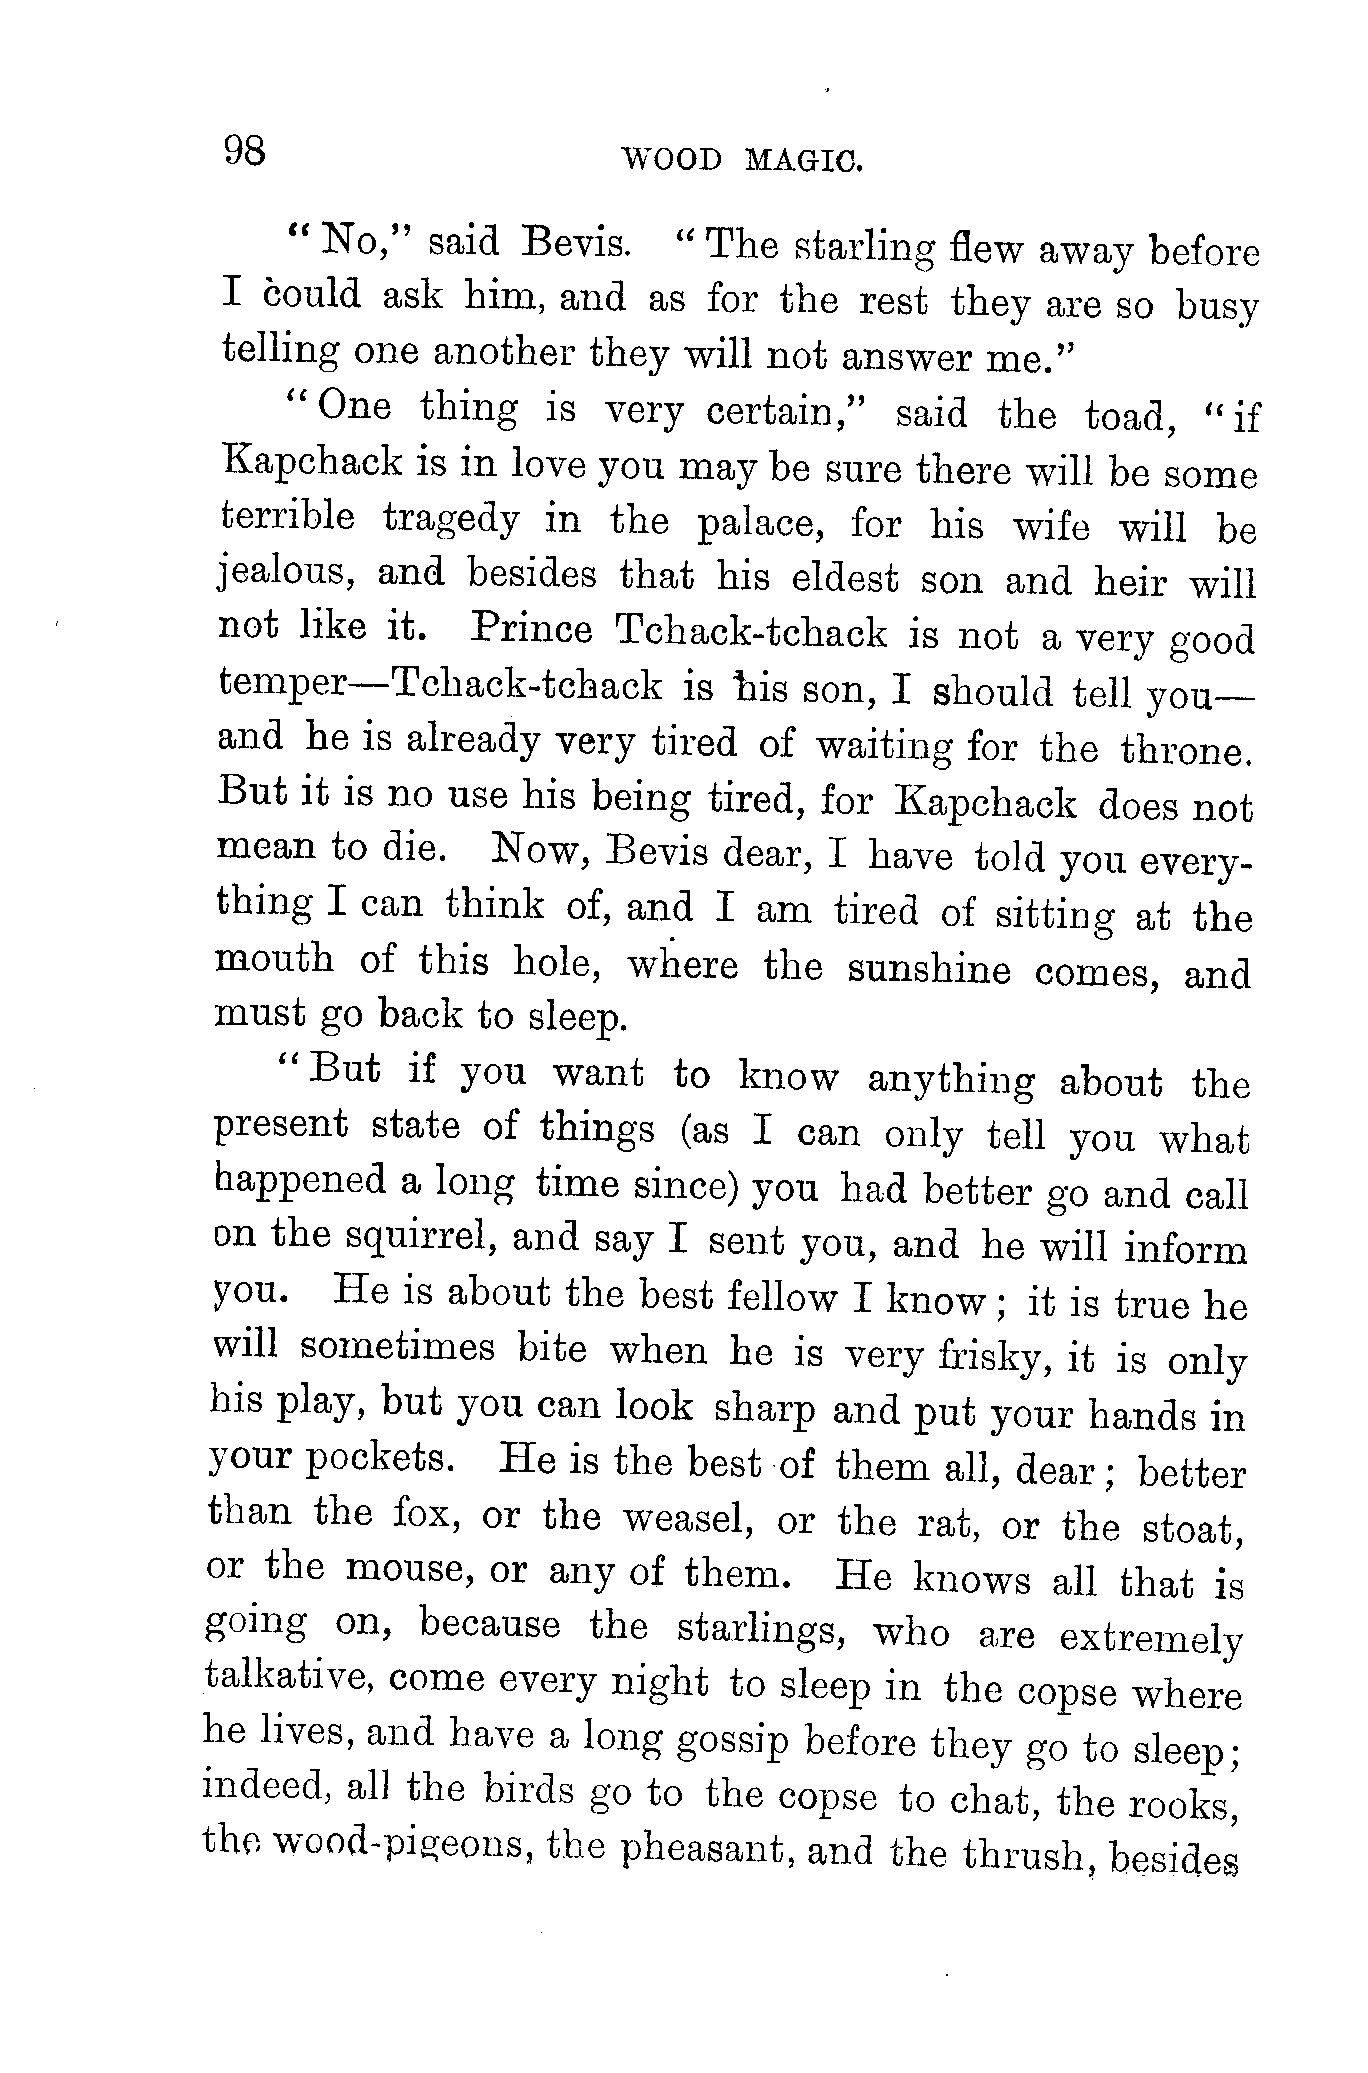 98
WOOD MAGIC.
"No," said Bevis. "The starling flew away before
I could ask him, and as for the rest they are so busy
telling one another they will not answer me."
"One thing is very certain," said the toad, "if
Kapchack is in love you may be sure there will be some
terrible tragedy in the palace, for his wife will be
jealous, and besides that his eldest son and heir will
not like it. Prince Tchack-tchack is not a very good
temper—Tchack-tchack is his son, I should tell you—
and he is already very tired of waiting for the throne.
But it is no use his being tired, for Kapchack does not
mean to die. Now, Bevis dear, I have told you every-
thing I can think of, and I am tired of sitting at the
mouth of this hole, where the sunshine comes, and
must go back to sleep.
"But if you want to know anything about the
present state of things (as I can only tell you what
happened a long time since) you had better go and call
on the squirrel, and say I sent you, and he will inform
you. He is about the best fellow I know; it is true he
will sometimes bite when he is very frisky, it is only
his play, but you can look sharp and put your hands in
your pockets. He is the best of them all, dear; better
than the fox, or the weasel, or the rat, or the stoat,
or the mouse, or any of them. He knows all that is
going on, because the starlings, who are extremely
talkative, come every night to sleep in the copse where
he lives, and have a long gossip before they go to sleep;
indeed, all the birds go to the copse to chat, the rooks,
the wood-pigeons, the pheasant, and the thrush, besides